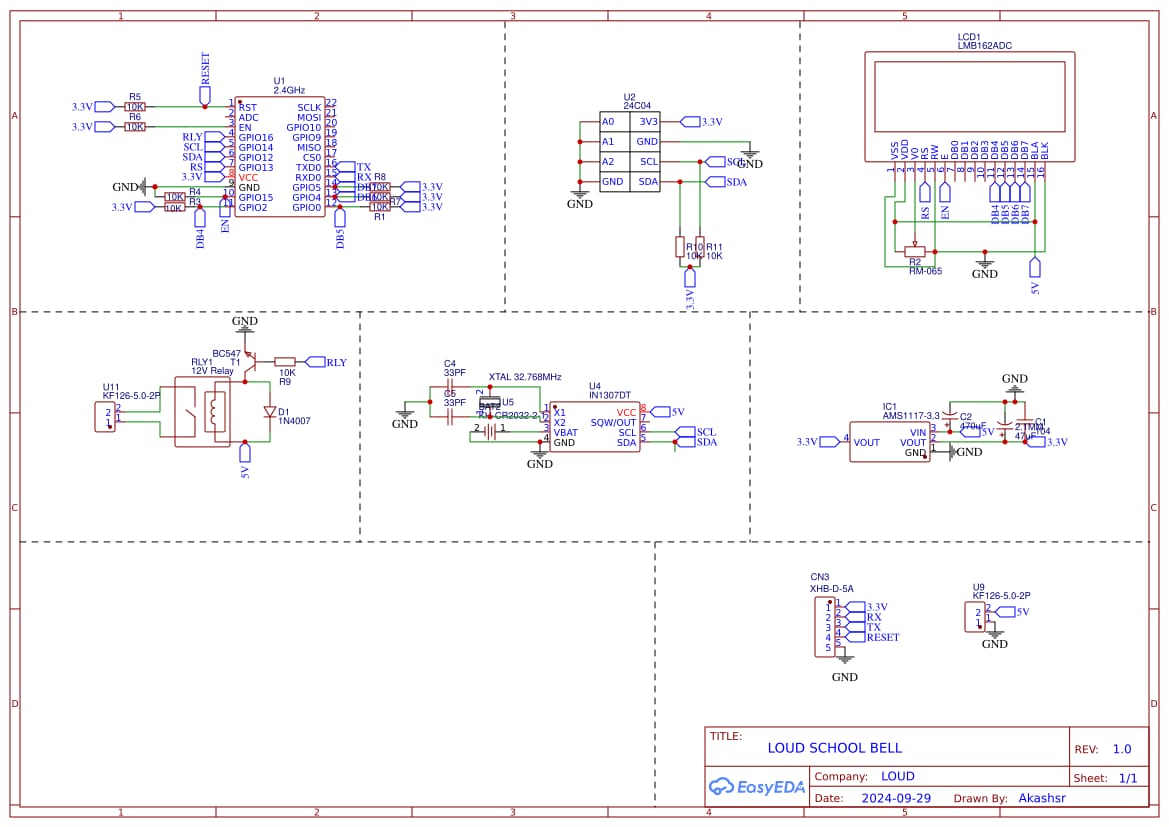 1 2 3 4 5
A
B
C
D
A
B
C
D
1 2 3 4 5
RESET
U1
2.4GHz
3.3V
R5
10K
3.3V
R6
10K
1 RST
2 ADC
3 EN
RLY 4 GPIO16
SCL 5 GPIO14
SDA 6 GPIO12
RS 7 GPIO13
3.3V 8 VCC
GND 9 GND
R4
10K
10 GPIO15
3.3V
R3
10K
11 GPIO2
SCLK 22
MOSI 21
GPIO10 20
GPIO9 19
MISO 18
CS0 17
TXD0 16 TX
RXD0 15 RX
GPIO5 14
GPIO4 13
GPIO0 12
R8
10K
3.3V
R7
10K
3.3V
10K
3.3V
R1
DB4
EN
DB5
U2
24C04
A0 3V3 3.3V
A1 GND
A2 SCL SCL
GND SDA SDA
GND
GND
R10
10K
R11
10K
3.3V
LCD1
LMB162ADC
VSS VDD V0 RS RW E DB0 DB1 DB2 DB3 DB4 DB5 DB6 DB7 BLA BLK
1 2 3 4 5 6 7 8 9 10 11 12 13 14 15 16
RS
EN
DB4
DB5
DB6
DB7
R2
RM-065
GND
5V
GND
BC547
T1
RLY1
12V Relay
10K
R9
RLY
U11
KF126-5.0-2P
2 2
1 1
D1
1N4007
5V
C4
33PF
C5
33PF
GND
XTAL 32.768MHz
2
U5
2 1
U4
IN1307DT
1 X1
2 X2
3 VBAT
4 GND
VCC 8 5V
SQW/OUT 7
SCL 6 SCL
SDA 5 SDA
GND
GND
IC1
AMS1117-3.3
3.3V 4 VOUT
VIN 3
VOUT 2
GND 1
GND
C2
470uF
5V
47uF
C1
104
3.3V
CN3
XHB-D-5A
1 1 3.3V
2 2 RX
3 3 TX
4 4 RESET
5 5
GND
U9
KF126-5.0-2P
2 2 5V
1 1
GND
TITLE:
LOUD SCHOOL BELL
REV: 1.0
EasyEDA
Company: LOUD
Sheet: 1/1
Date: 2024-09-29 Drawn By: Akashsr